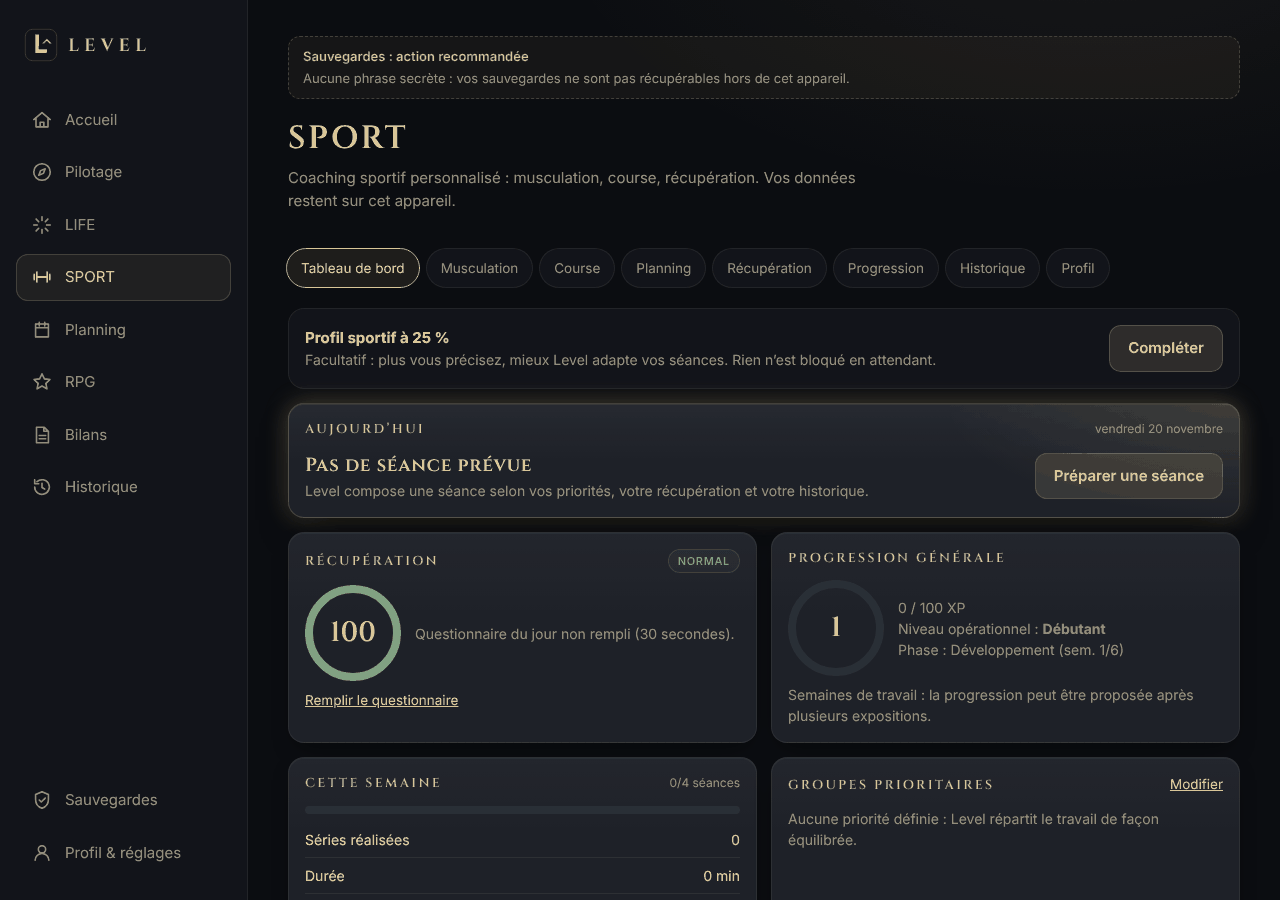 LEVEL
Accueil
Pilotage
LIFE
SPORT
Planning
RPG
Bilans
Historique
Sauvegardes
Profil & réglages
Sauvegardes : action recommandée
Aucune phrase secrète : vos sauvegardes ne sont pas récupérables hors de cet appareil.
SPORT
Coaching sportif personnalisé : musculation, course, récupération. Vos données
restent sur cet appareil.
Tableau de bord
Musculation
Course
Planning
Récupération
Progression
Historique
Profil
Profil sportif à 25 %
Facultatif : plus vous précisez, mieux Level adapte vos séances. Rien n’est bloqué en attendant.
Compléter
AUJOURD'HUI
vendredi 20 novembre
Pas de séance prévue
Level compose une séance selon vos priorités, votre récupération et votre historique.
Préparer une séance
RÉCUPÉRATION
NORMAL
100
Questionnaire du jour non rempli (30 secondes).
Remplir le questionnaire
PROGRESSION GÉNÉRALE
1
0 / 100 XP
Niveau opérationnel : Débutant
Phase : Développement (sem. 1/6)
Semaines de travail : la progression peut être proposée après
plusieurs expositions.
CETTE SEMAINE
0/4 séances
Séries réalisées
0
Durée
0 min
GROUPES PRIORITAIRES
Modifier
Aucune priorité définie : Level répartit le travail de façon
équilibrée.